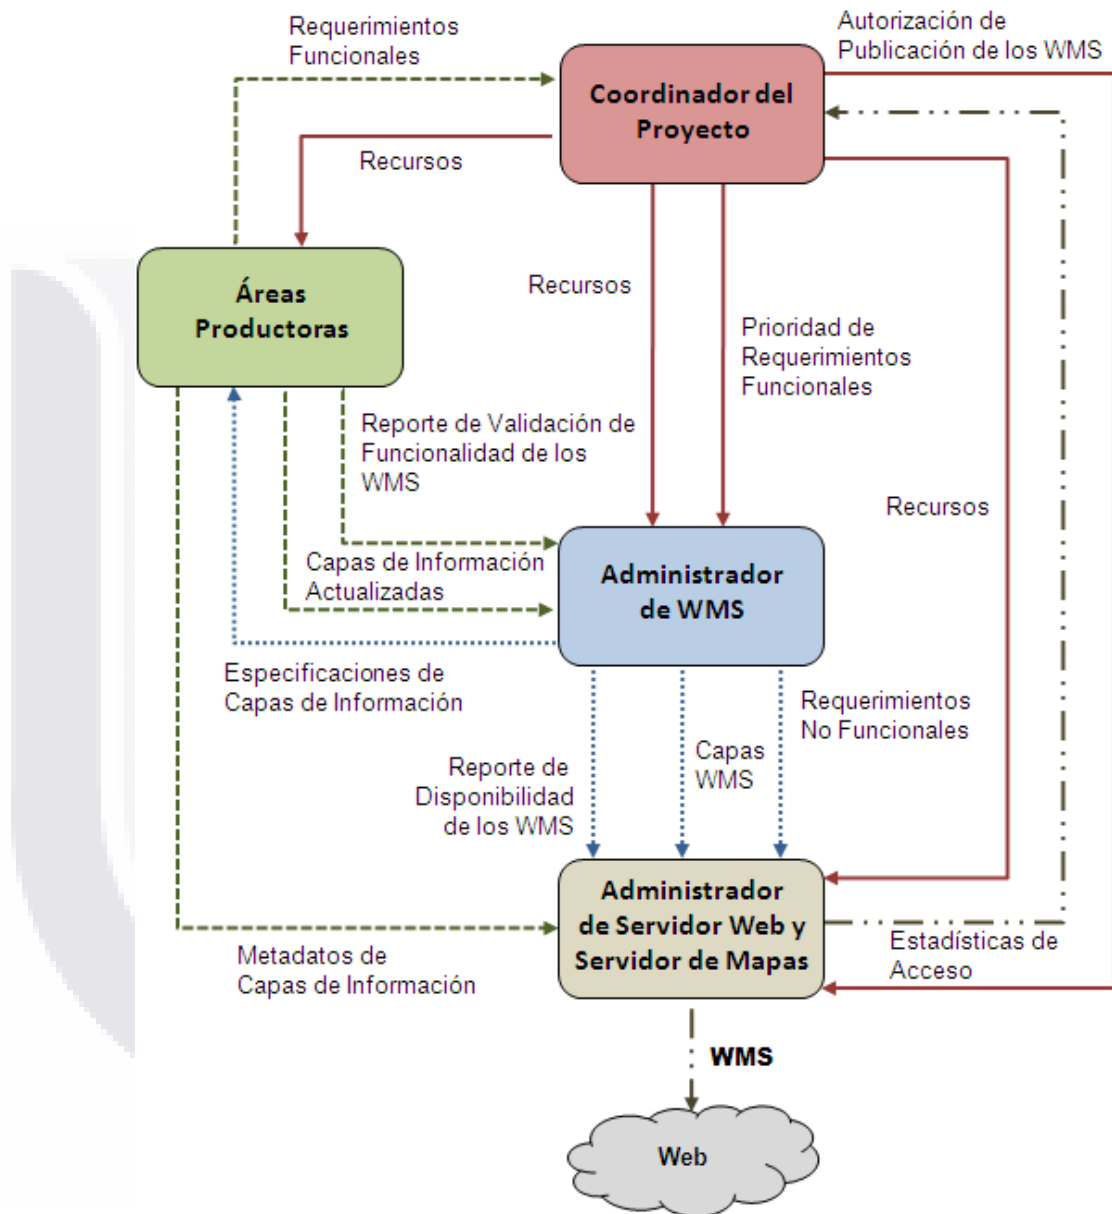 Requerimientos
Funcionales
Autorización de
Publicación de los WMS
Coordinador del
Proyecto
Recursos
Áreas
Productoras
Recursos
Prioridad de
Requerimientos
Funcionales
Reporte de Validación de
Funcionalidad de los
WMS
Recursos
Capas de Información
Actualizadas
Administrador
de WMS
Especificaciones de
Capas de Información
Requerimientos
No Funcionales
Capas
WMS
Reporte de
Disponibilidad
de los WMS
Administrador
de Servidor Web y
Servidor de Mapas
Metadatos de
Capas de Información
Estadísticas de
Acceso
WMS
Web